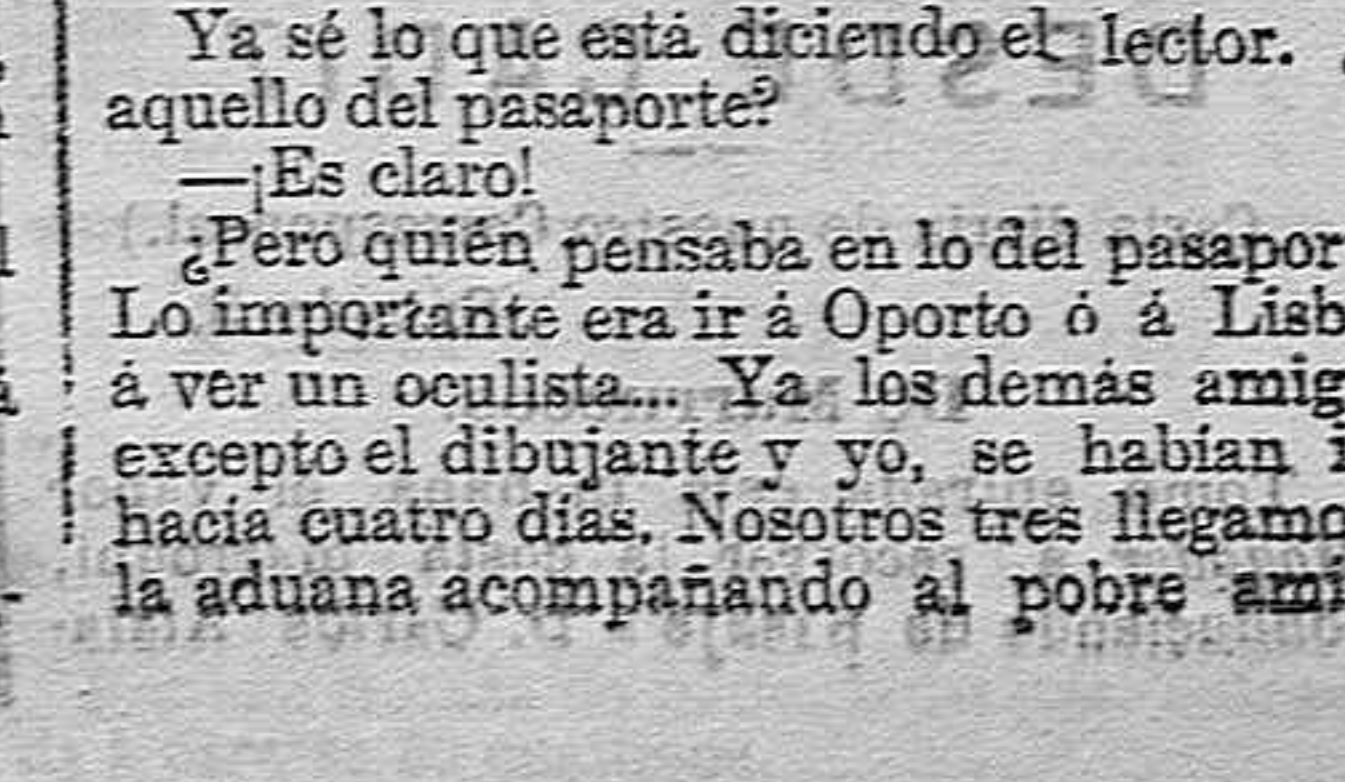 Ya sé lo que está diciendo el lector.
aquello del pasaporte?
—¡Es claro!
¿Pero quién pensaba en lo del pasapor
Lo importante era ir á Oporto ó á Lisb
á ver un oculista... Ya los demás amig
excepto el dibujante y yo, se habían i
hacía cuatro días. Nosotros tres llegamo
la aduana acompañando al pobre ami